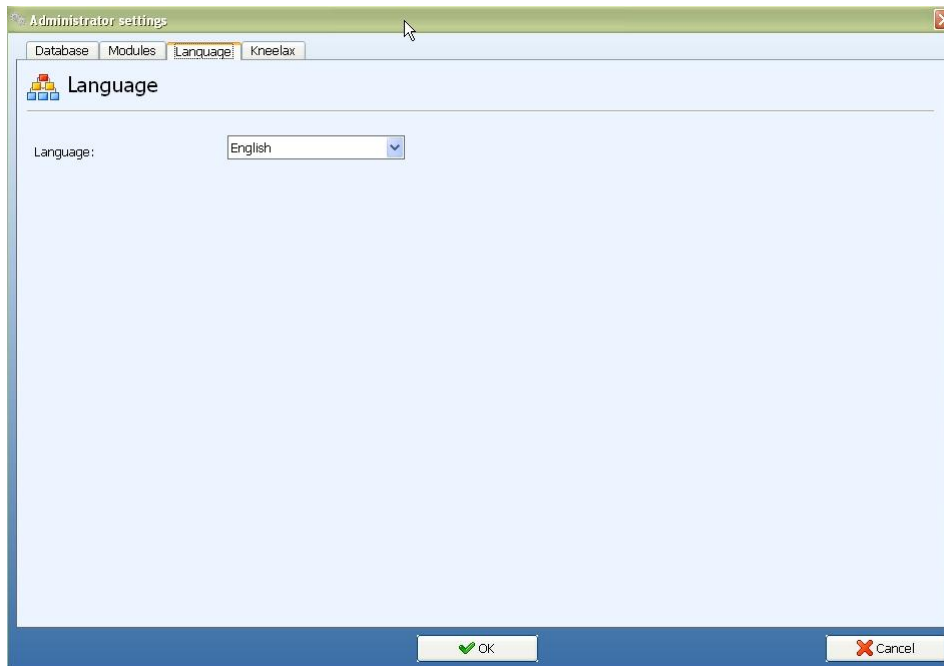 Administrator settings
Database Modules Language Kneelax
Language
Language: English
OK Cancel